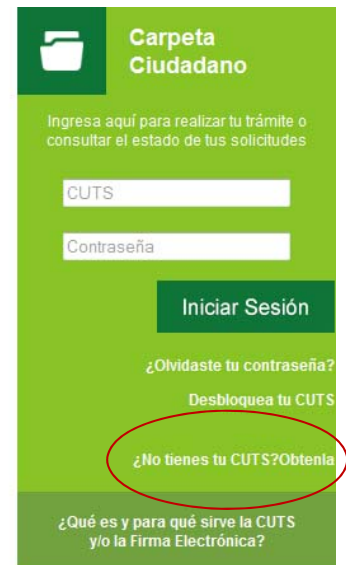 Carpeta
Ciudadano
Ingresa aquí para realizar tu trámite o
consultar el estado de tus solicitudes
CUTS
Contraseña
Iniciar Sesión
¿Olvidaste tu contraseña?
Desbloquea tu CUTS
¿No tienes tu CUTS?Obtenla
¿Qué es y para qué sirve la CUTS
y/o la Firma Electrónica?